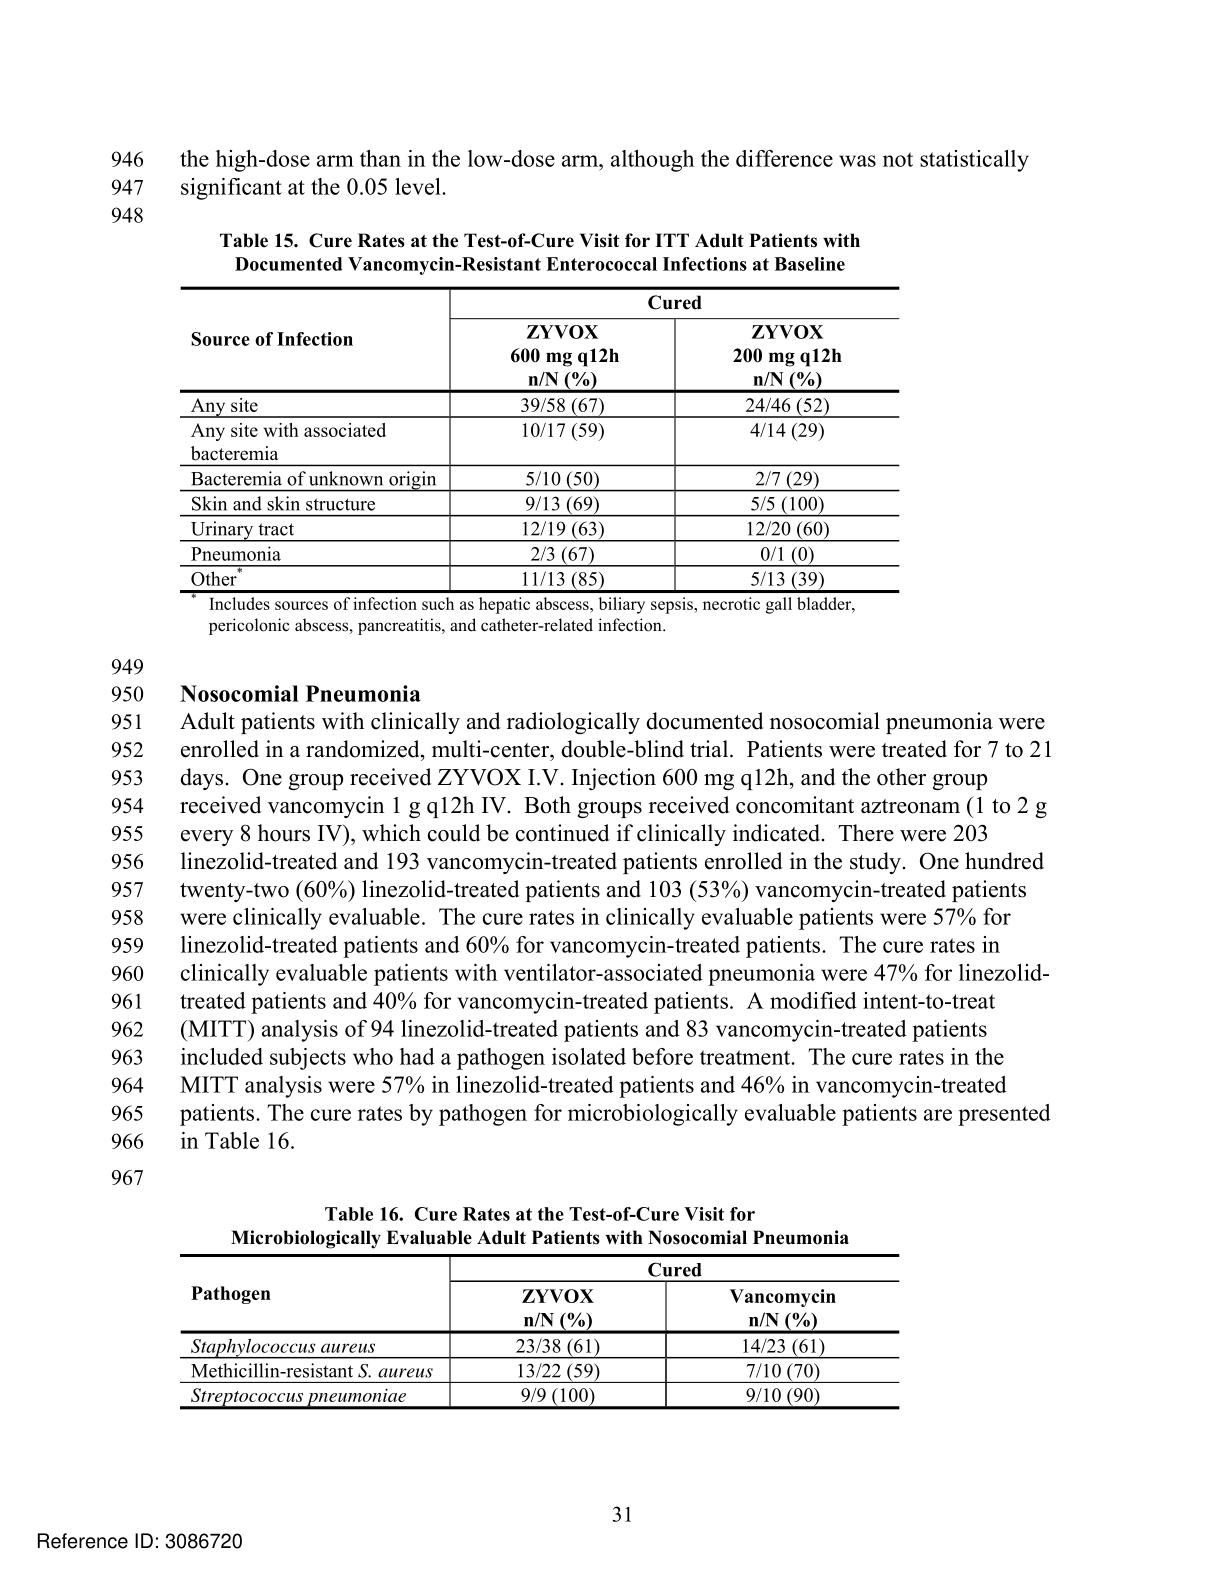 946 the high-dose arm than in the low-dose arm, although the difference was not statistically
947 significant at the 0.05 level.
948
Table 15. Cure Rates at the Test-of-Cure Visit for ITT Adult Patients with
Documented Vancomycin-Resistant Enterococcal Infections at Baseline
Cured
Source of Infection
ZYVOX ZYVOX
600 mg q12h 200 mg q12h
n/N (%) n/N (%)
Any site 39/58 (67) 24/46 (52)
Any site with associated 10/17 (59) 4/14 (29)
bacteremia
Bacteremia of unknown origin 5/10 (50) 2/7 (29)
Skin and skin structure 9/13 (69) 5/5 (100)
Urinary tract 12/19 (63) 12/20 (60)
Pneumonia 2/3 (67) 0/1 (0)
Other* 11/13 (85) 5/13 (39)
* Includes sources of infection such as hepatic abscess, biliary sepsis, necrotic gall bladder,
pericolonic abscess, pancreatitis, and catheter-related infection.
949
950 Nosocomial Pneumonia
951 Adult patients with clinically and radiologically documented nosocomial pneumonia were
952 enrolled in a randomized, multi-center, double-blind trial. Patients were treated for 7 to 21
953 days. One group received ZYVOX I.V. Injection 600 mg q12h, and the other group
954 received vancomycin 1 g q12h IV. Both groups received concomitant aztreonam (1 to 2 g
955 every 8 hours IV), which could be continued if clinically indicated. There were 203
956 linezolid-treated and 193 vancomycin-treated patients enrolled in the study. One hundred
957 twenty-two (60%) linezolid-treated patients and 103 (53%) vancomycin-treated patients
958 were clinically evaluable. The cure rates in clinically evaluable patients were 57% for
959 linezolid-treated patients and 60% for vancomycin-treated patients. The cure rates in
960 clinically evaluable patients with ventilator-associated pneumonia were 47% for linezolid-
961 treated patients and 40% for vancomycin-treated patients. A modified intent-to-treat
962 (MITT) analysis of 94 linezolid-treated patients and 83 vancomycin-treated patients
963 included subjects who had a pathogen isolated before treatment. The cure rates in the
964 MITT analysis were 57% in linezolid-treated patients and 46% in vancomycin-treated
965 patients. The cure rates by pathogen for microbiologically evaluable patients are presented
966 in Table 16.
967
Table 16. Cure Rates at the Test-of-Cure Visit for
Microbiologically Evaluable Adult Patients with Nosocomial Pneumonia
Cured
Pathogen
ZYVOX Vancomycin
n/N (%) n/N (%)
Staphylococcus aureus 23/38 (61) 14/23 (61)
Methicillin-resistant S. aureus 13/22 (59) 7/10 (70)
Streptococcus pneumoniae 9/9 (100) 9/10 (90)
31
Reference ID: 3086720